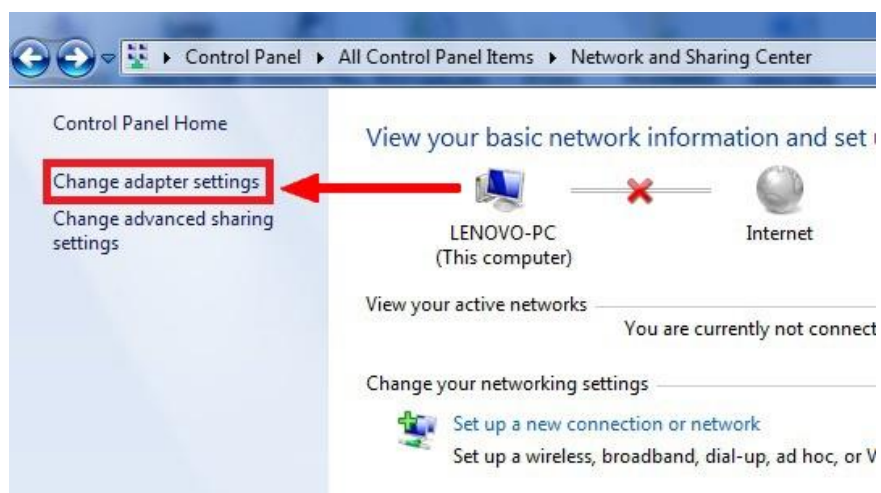 Control Panel ▸ All Control Panel Items ▸ Network and Sharing Center
Control Panel Home
Change adapter settings
Change advanced sharing
settings
View your basic network information and set
LENOVO-PC
(This computer)
Internet
View your active networks
You are currently not connect
Change your networking settings
Set up a new connection or network
Set up a wireless, broadband, dial-up, ad hoc, or V